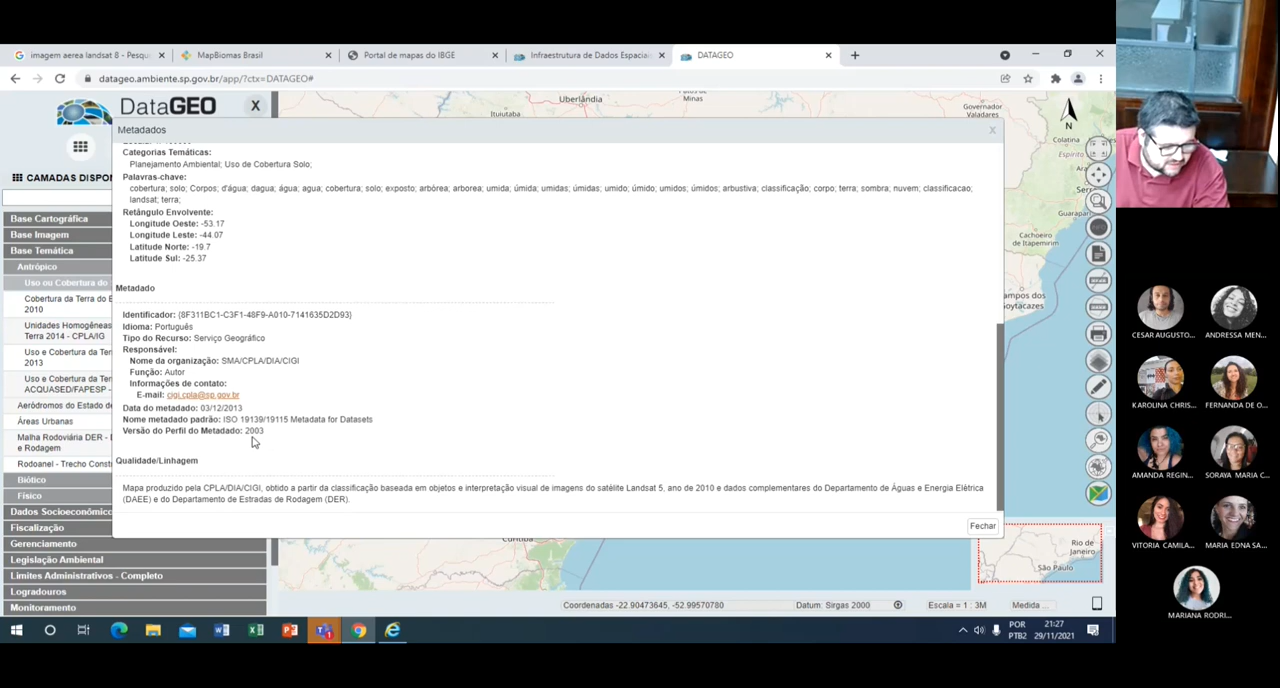 imagem aerea landsat 8 - Pesqu
MapBiomas Brasil
Portal de mapas do IBGE
Infraestrutura de Dados Espaciai
DATAGEO
datageo.ambiente.sp.gov.br/app/?ctx=DATAGEO#
DataGEO
X
CAMADAS DISPON
Base Cartográfica
Base Imagem
Base Temática
Antrópico
Uso ou Cobertura do
Cobertura da Terra do E
2010
Unidades Homogêneas
Terra 2014 - CPLA/IG
Uso e Cobertura da Ter
2013
Uso e Cobertura da Ter
ACQUASED/FAPESP -
Aeródromos do Estado de
Áreas Urbanas
Malha Rodoviária DER -
e Rodagem
Rodoanel - Trecho Const
Biótico
Físico
Dados Socioeconômico
Fiscalização
Gerenciamento
Legislação Ambiental
Limites Administrativos - Completo
Logradouros
Monitoramento
Uberlândia
Ituiutaba
Minas
Governador
Valadares
N
Colatina
Espírito
Serra
Guarapar
Cachoeiro
de Itapemirim
ampos dos
oytacazes
Metadados
x
Categorias Temáticas:
Planejamento Ambiental; Uso de Cobertura Solo;
Palavras-chave:
cobertura; solo; Corpos; d'água; dagua; água; agua; cobertura; solo; exposto; arbórea; arborea; umida; úmida; umidas; úmidas; umido; úmido; umidos; úmidos; arbustiva; classificação; corpo; terra; sombra; nuvem; classificacao;
landsat; terra;
Retângulo Envolvente:
Longitude Oeste: -53.17
Longitude Leste: -44.07
Latitude Norte: -19.7
Latitude Sul: -25.37
Metadado
Identificador: {8F311BC1-C3F1-48F9-A010-7141635D2D93}
Idioma: Português
Tipo do Recurso: Serviço Geográfico
Responsável:
Nome da organização: SMA/CPLA/DIA/CIGI
Função: Autor
Informações de contato:
E-mail: cigi.cpla@sp.gov.br
Data do metadado: 03/12/2013
Nome metadado padrão: ISO 19139/19115 Metadata for Datasets
Versão do Perfil do Metadado: 2003
Qualidade/Linhagem
Mapa produzido pela CPLA/DIA/CIGI, obtido a partir da classificação baseada em objetos e interpretação visual de imagens do satélite Landsat 5, ano de 2010 e dados complementares do Departamento de Águas e Energia Elétrica
(DAEE) e do Departamento de Estradas de Rodagem (DER).
Fechar
Curitiba
Rio de
Janeiro
São Paulo
Coordenadas -22.90473645, -52.99570780
Datum: Sirgas 2000
Escala = 1 : 3M
Medida ...
POR
PTB2
21:27
29/11/2021
CESAR AUGUSTO...
ANDRESSA MEN...
KAROLINA CHRIS...
FERNANDA DE O...
AMANDA REGIN...
SORAYA MARIA C...
VITORIA CAMILA...
MARIA EDNA SA...
MARIANA RODRI...